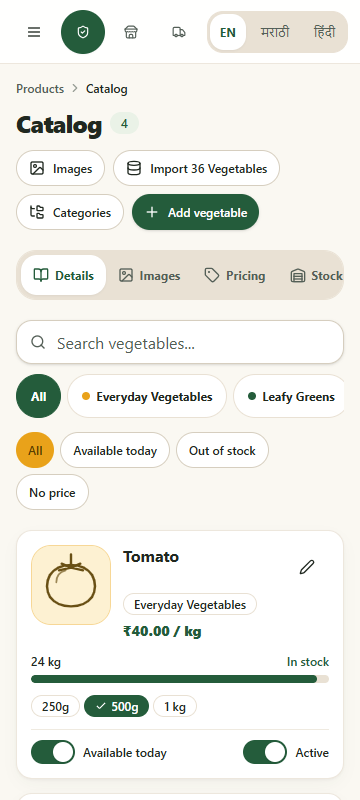 EN मराठी हिंदी
Products Catalog
Catalog 4
Images Import 36 Vegetables
Categories Add vegetable
Details Images Pricing Stock
Search vegetables...
All Everyday Vegetables Leafy Greens
All Available today Out of stock
No price
Tomato
Everyday Vegetables
₹40.00 / kg
24 kg In stock
250g 500g 1 kg
Available today Active